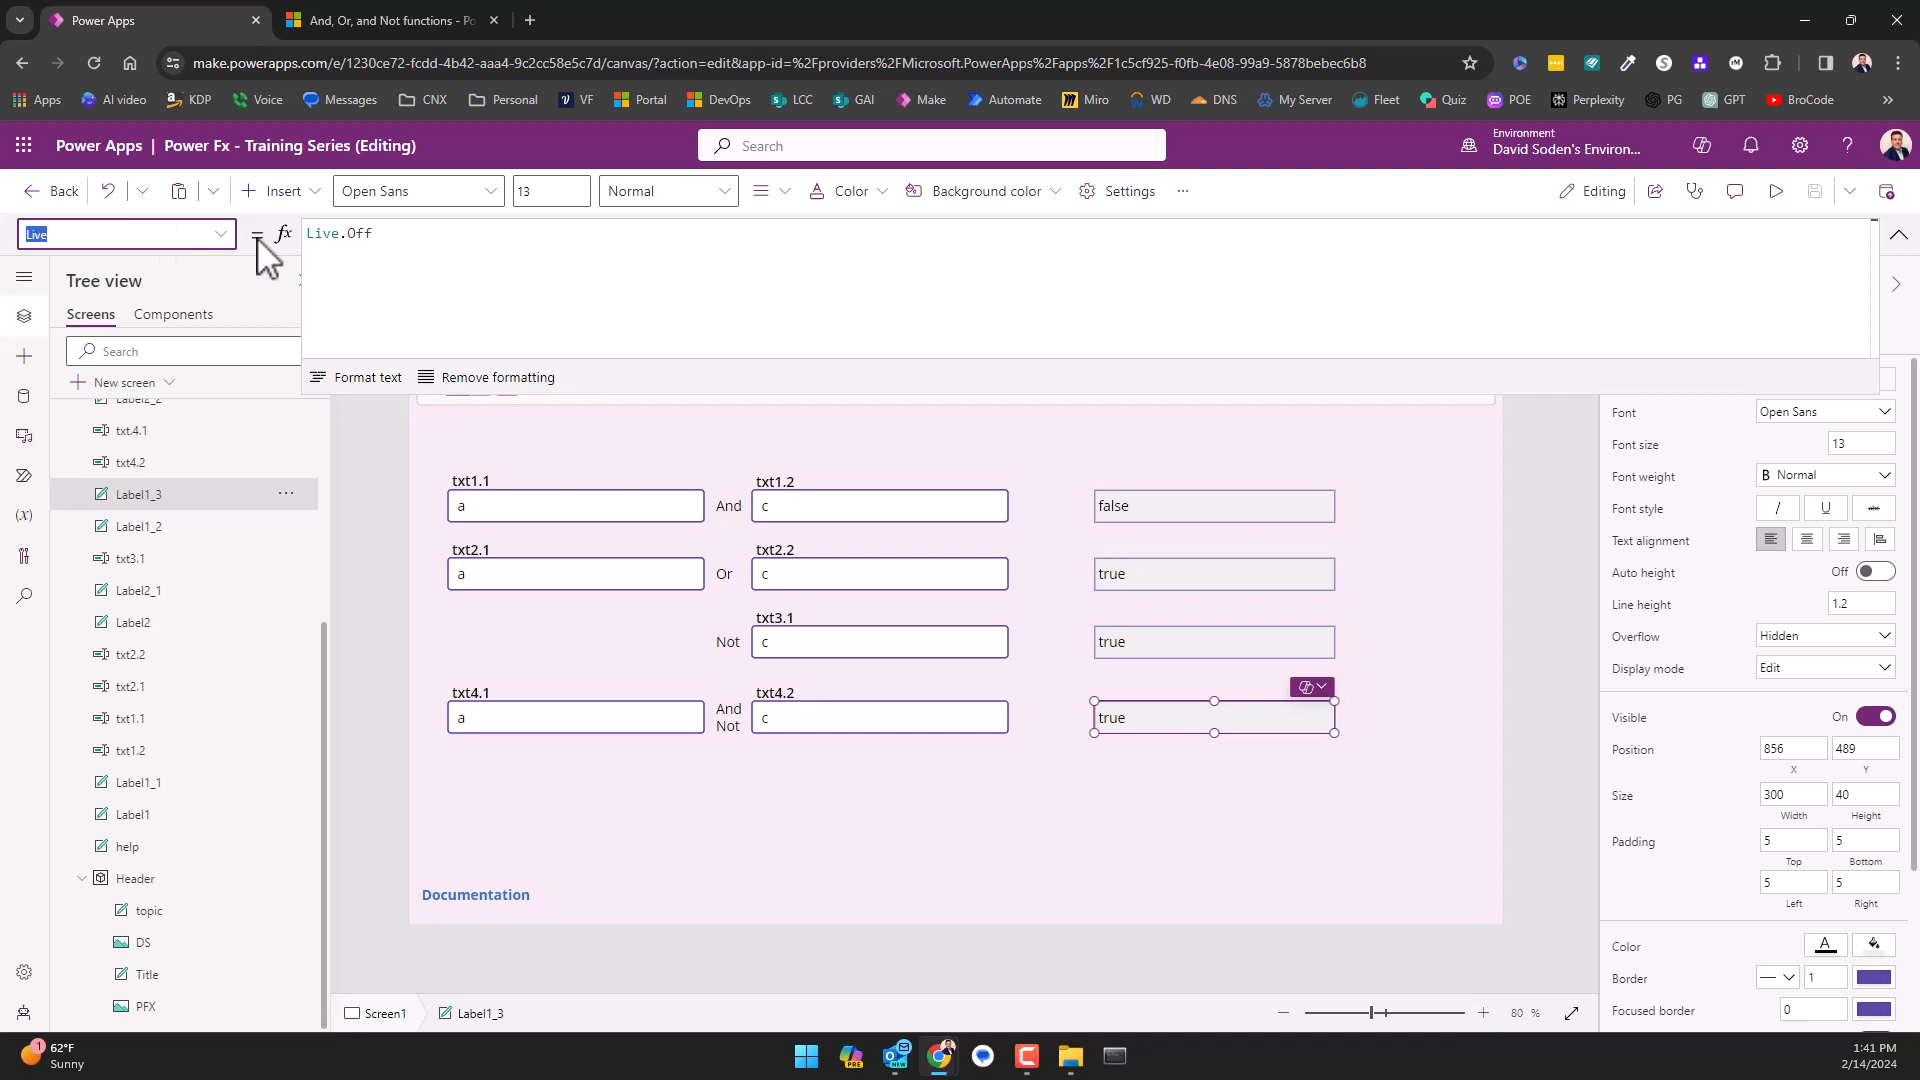 Power Apps
And, Or, and Not functions - Po
make.powerapps.com/e/1230ce72-fcdd-4b42-aaa4-9c2cc58e5c7d/canvas/?action=edit&app-id=%2Fproviders%2FMicrosoft.PowerApps%2Fapps%2F1c5cf925-f0fb-4e08-99a9-5878bebec6b8
Apps AI video KDP Voice Messages CNX Personal VF Portal DevOps LCC GAI Make Automate Miro WD DNS My Server Fleet Quiz POE Perplexity PG GPT BroCode
Power Apps | Power Fx - Training Series (Editing)
Search
Environment
David Soden's Environ...
Back Insert Open Sans 13 Normal Color Background color Settings Editing
Live = fx Live.Off
Tree view
Screens Components
Search
Format text Remove formatting
New screen
Label2_2
txt.4.1
txt4.2
Label1_3
Label1_2
txt3.1
Label2_1
Label2
txt2.2
txt2.1
txt1.1
txt1.2
Label1_1
Label1
help
Header
topic
DS
Title
PFX
txt1.1 txt1.2
a And c false
txt2.1 txt2.2
a Or c true
txt3.1
Not c true
txt4.1 txt4.2
a And
Not c true
Documentation
Font Open Sans
Font size 13
Font weight B Normal
Font style / U abc
Text alignment
Auto height Off
Line height 1.2
Overflow Hidden
Display mode Edit
Visible On
Position 856 489
X Y
Size 300 40
Width Height
Padding 5 5
Top Bottom
5 5
Left Right
Color A
Border 1
Focused border 0
Screen1 Label1_3
80 %
1
62°F
Sunny
PRE
NEW
1:41 PM
2/14/2024